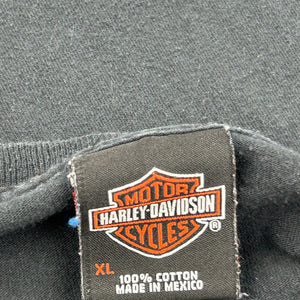 MOTOR
HARLEY-DAVIDSON
®
CYCLES
XL
100% COTTON
MADE IN MEXICO